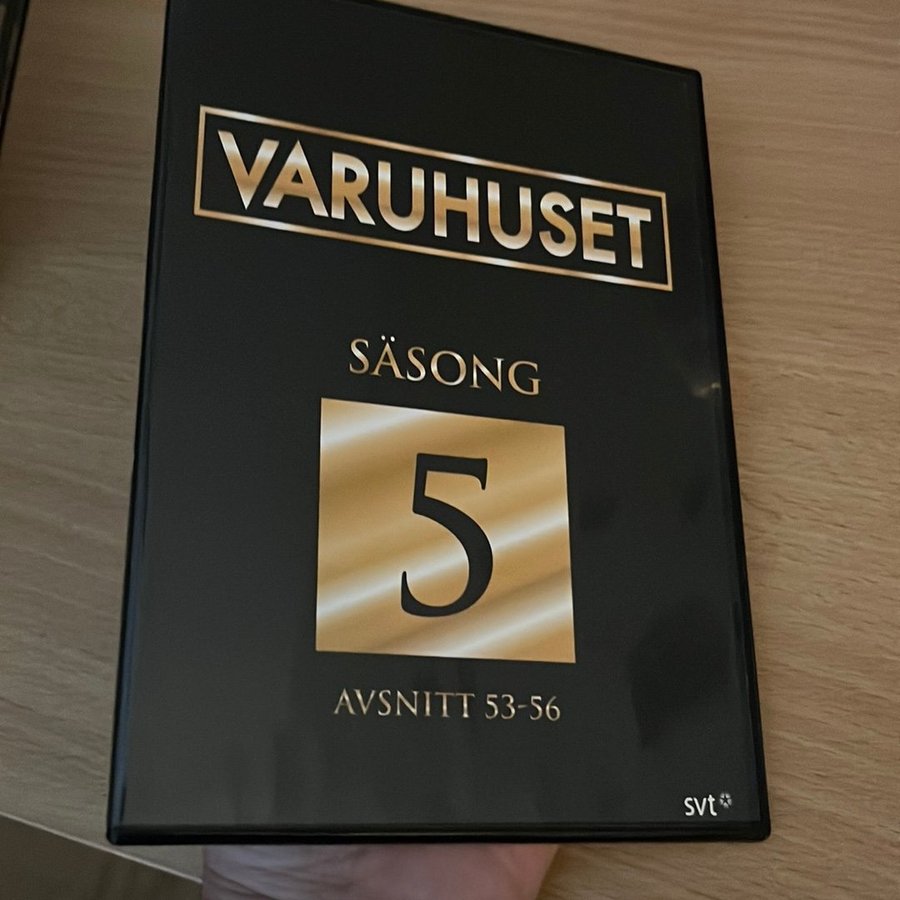 VARUHUSET
SÄSONG
5
AVSNITT 53-56
svt